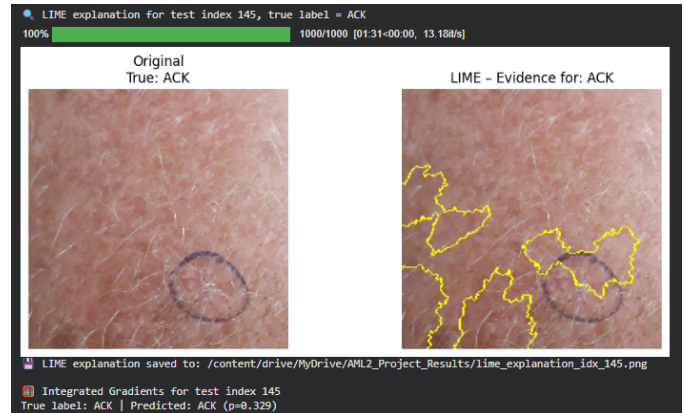 🔍 LIME explanation for test index 145, true label = ACK
100% 1000/1000 [01:31<00:00, 13.18it/s]
Original
True: ACK
LIME – Evidence for: ACK
💾 LIME explanation saved to: /content/drive/MyDrive/AML2_Project_Results/lime_explanation_idx_145.png
🧮 Integrated Gradients for test index 145
True label: ACK | Predicted: ACK (p=0.329)